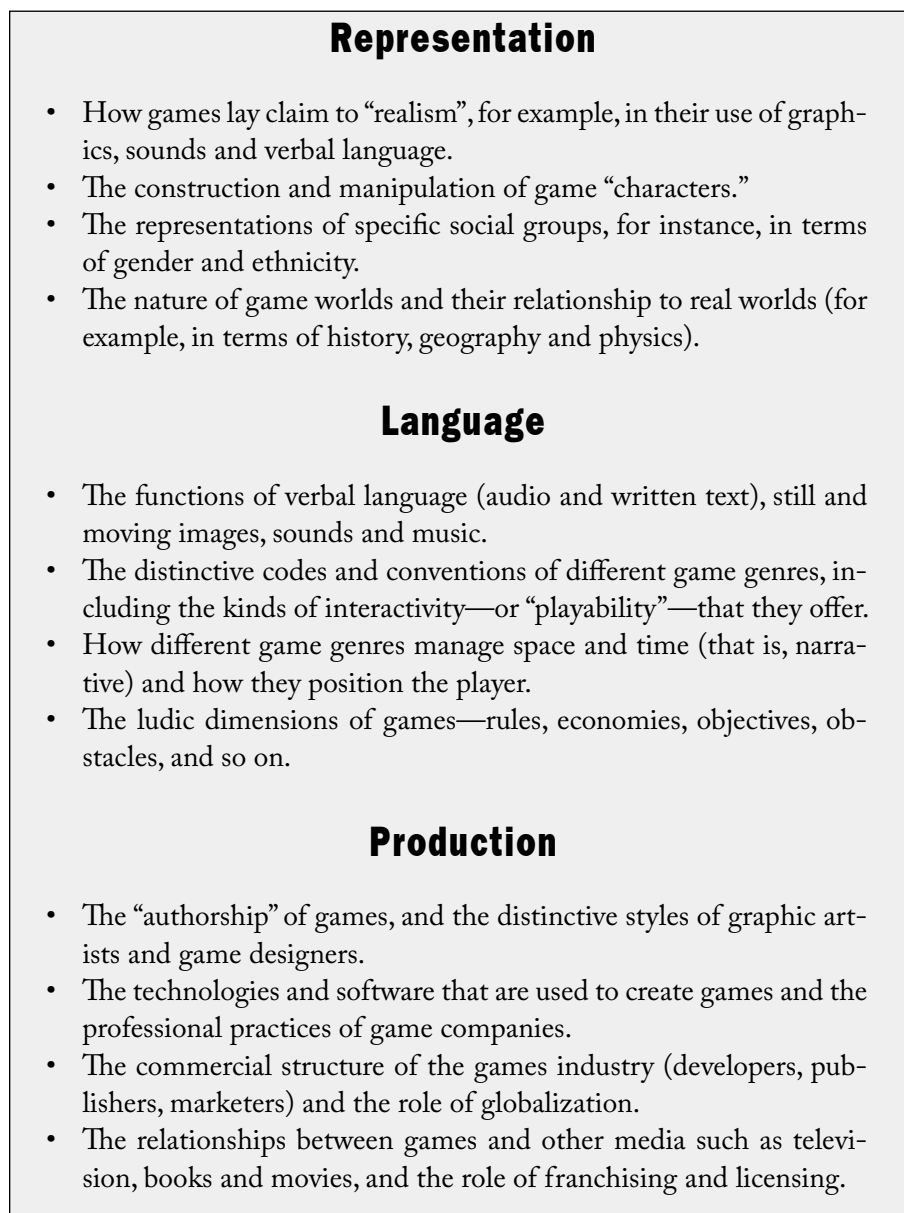 Representation
• How games lay claim to “realism”, for example, in their use of graph-
ics, sounds and verbal language.
• The construction and manipulation of game “characters.”
• The representations of specific social groups, for instance, in terms
of gender and ethnicity.
• The nature of game worlds and their relationship to real worlds (for
example, in terms of history, geography and physics).
Language
• The functions of verbal language (audio and written text), still and
moving images, sounds and music.
• The distinctive codes and conventions of different game genres, in-
cluding the kinds of interactivity—or “playability”—that they offer.
• How different game genres manage space and time (that is, narra-
tive) and how they position the player.
• The ludic dimensions of games—rules, economies, objectives, ob-
stacles, and so on.
Production
• The “authorship” of games, and the distinctive styles of graphic art-
ists and game designers.
• The technologies and software that are used to create games and the
professional practices of game companies.
• The commercial structure of the games industry (developers, pub-
lishers, marketers) and the role of globalization.
• The relationships between games and other media such as televi-
sion, books and movies, and the role of franchising and licensing.